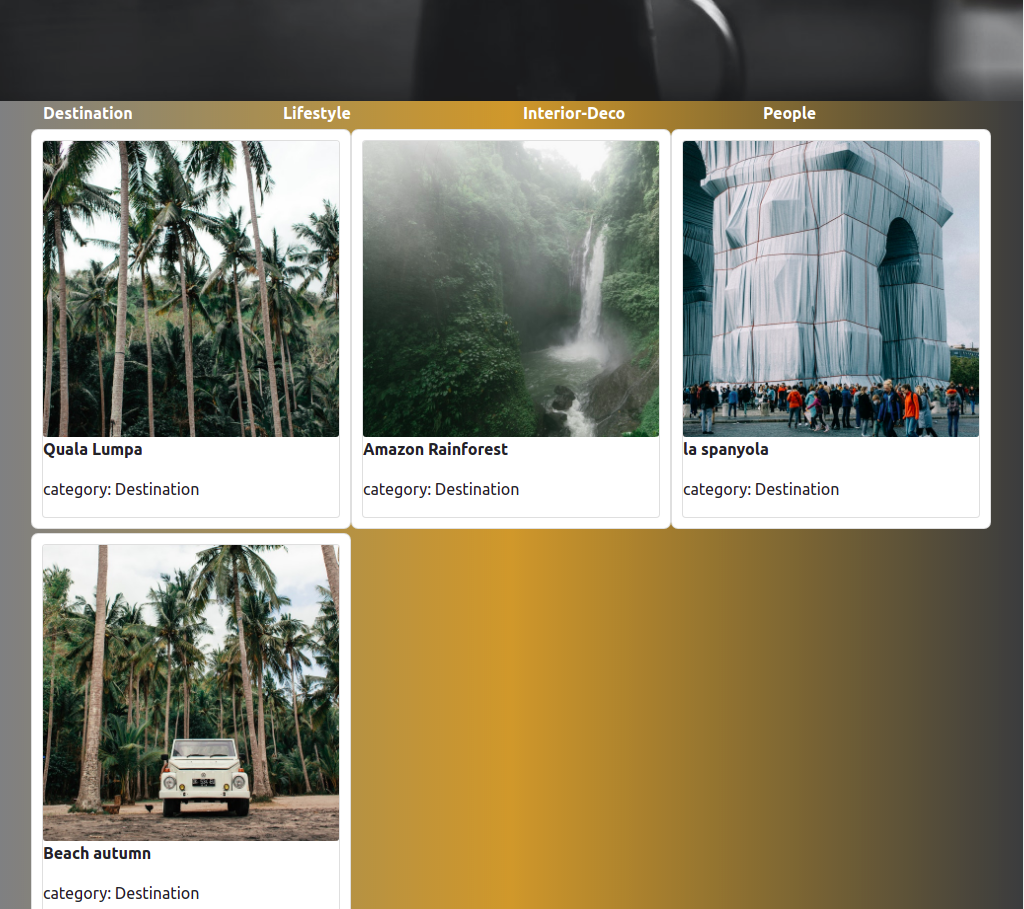 Destination Lifestyle Interior-Deco People
Quala Lumpa
category: Destination
Amazon Rainforest
category: Destination
la spanyola
category: Destination
Beach autumn
category: Destination